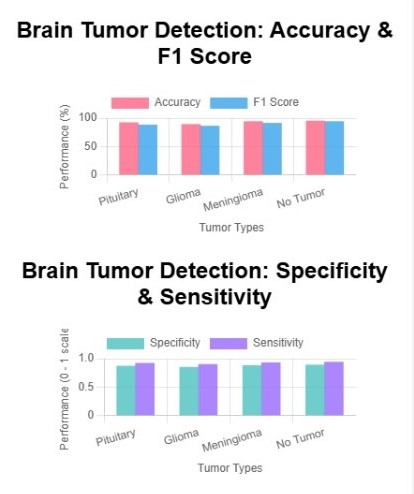 Brain Tumor Detection: Accuracy &
F1 Score
Accuracy F1 Score
Performance (%)
100
50
0
Pituitary Glioma Meningioma No Tumor
Tumor Types
Brain Tumor Detection: Specificity
& Sensitivity
Specificity Sensitivity
Performance (0 - 1 scale
1.0
0.5
0
Pituitary Glioma Meningioma No Tumor
Tumor Types